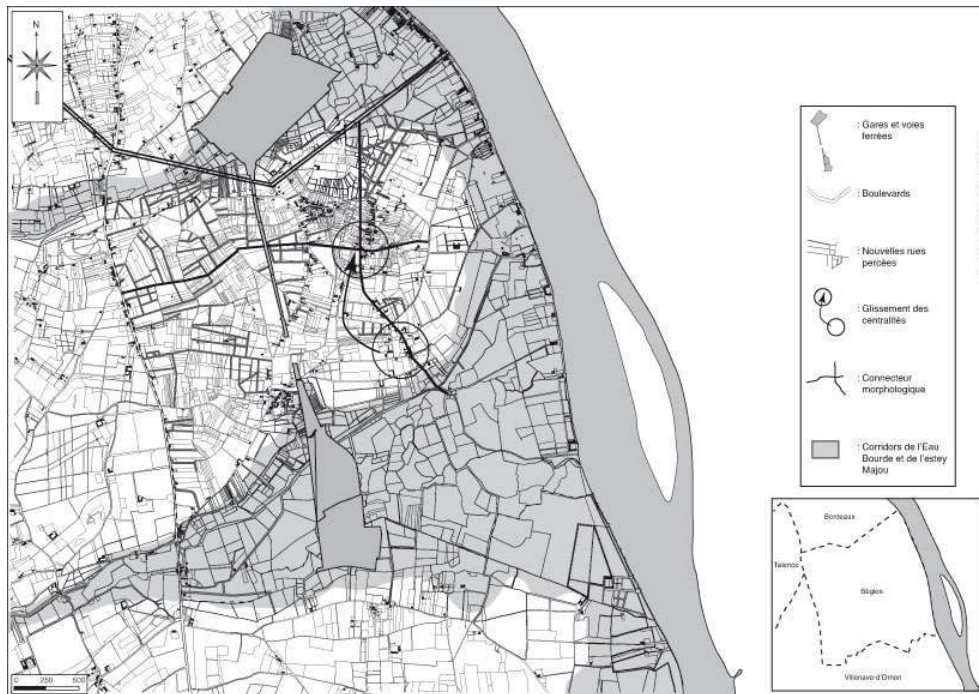 N
: Gares et voies
ferrées
: Boulevards
: Nouvelles rues
percées
: Glissement des
centralités
: Connecteur
morphologique
: Corridors de l'Eau
Bourde et de l'estey
Majou
0 250 500
Bordeaux
Talence
Bègles
Villenave-d'Ornon